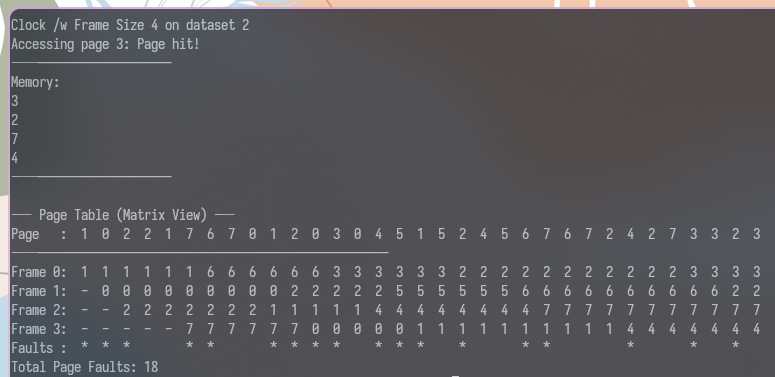 Clock /w Frame Size 4 on dataset 2
Accessing page 3: Page hit!
Memory:
3
2
7
4
── Page Table (Matrix View) ──
Page   :  1  0  2  2  1  7  6  7  0  1  2  0  3  0  4  5  1  5  2  4  5  6  7  6  7  2  4  2  7  3  3  2  3
Frame 0:  1  1  1  1  1  1  6  6  6  6  6  6  3  3  3  3  3  3  2  2  2  2  2  2  2  2  2  2  2  3  3  3  3
Frame 1:  -  0  0  0  0  0  0  0  0  0  2  2  2  2  2  5  5  5  5  5  5  6  6  6  6  6  6  6  6  6  6  2  2
Frame 2:  -  -  2  2  2  2  2  2  2  1  1  1  1  1  4  4  4  4  4  4  4  4  7  7  7  7  7  7  7  7  7  7  7
Frame 3:  -  -  -  -  -  7  7  7  7  7  7  0  0  0  0  0  1  1  1  1  1  1  1  1  1  1  4  4  4  4  4  4  4
Faults :  *  *  *        *  *        *  *  *  *     *  *  *     *        *  *           *        *     *
Total Page Faults: 18